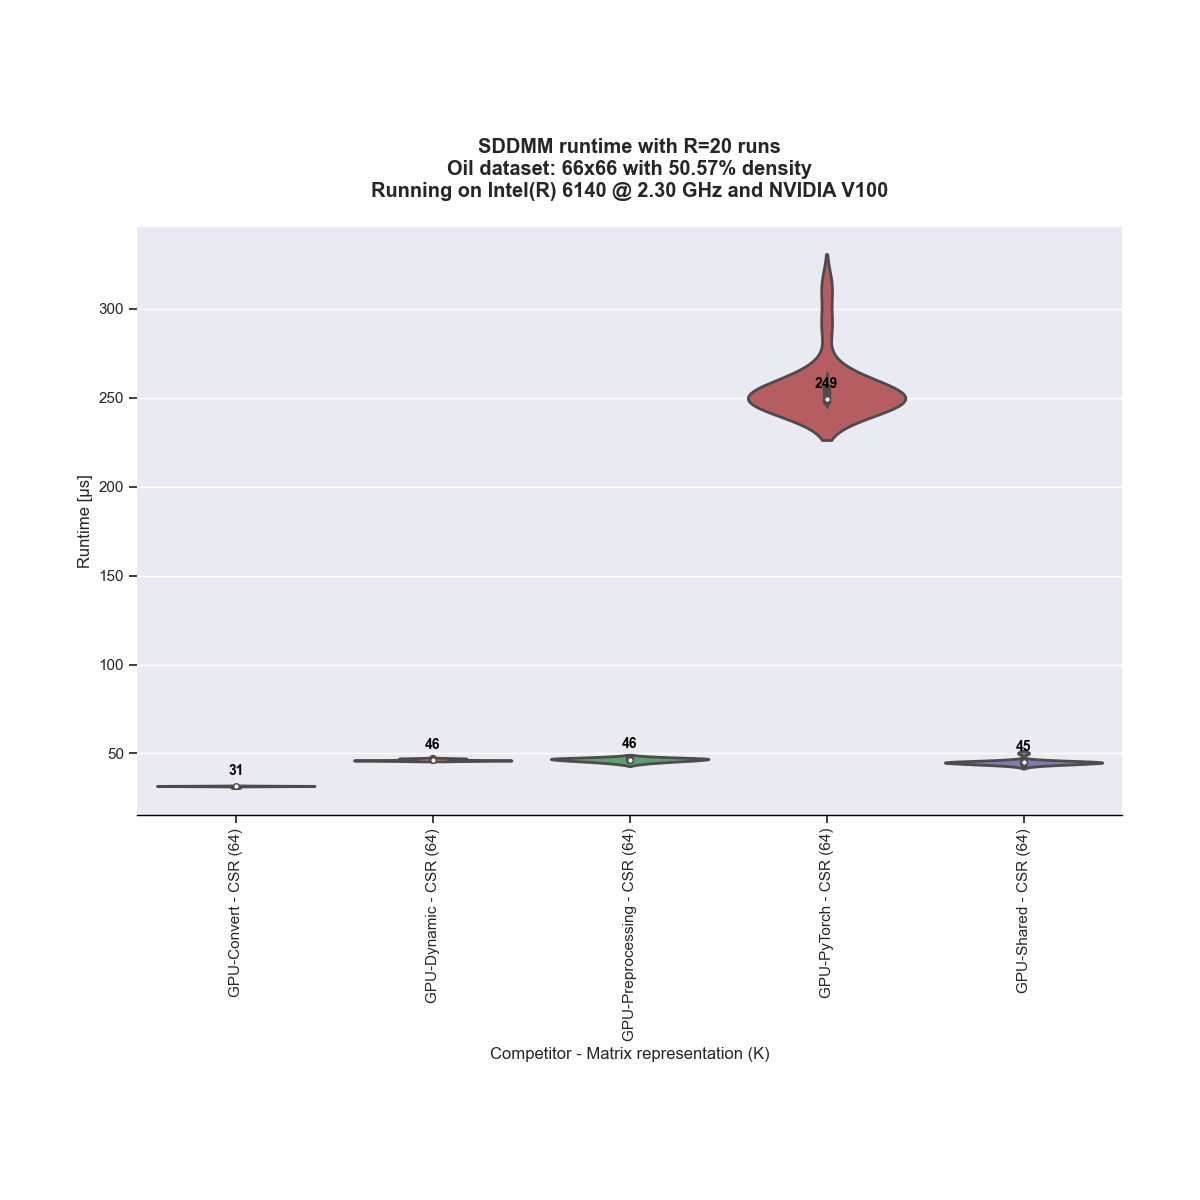 SDDMM runtime with R=20 runs
Oil dataset: 66x66 with 50.57% density
Running on Intel(R) 6140 @ 2.30 GHz and NVIDIA V100
Runtime [µs]
300
250
200
150
100
50
31
46
46
249
45
GPU-Convert - CSR (64)
GPU-Dynamic - CSR (64)
GPU-Preprocessing - CSR (64)
GPU-PyTorch - CSR (64)
GPU-Shared - CSR (64)
Competitor - Matrix representation (K)